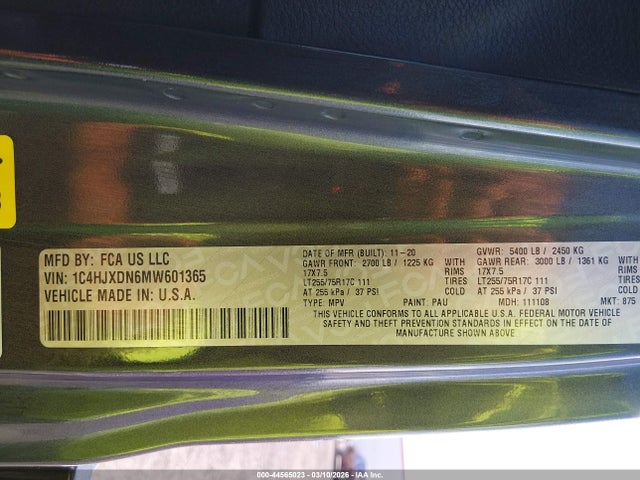 MFD BY: FCA US LLC
VIN: 1C4HJXDN6MW601365
VEHICLE MADE IN: U.S.A.
DATE OF MFR (BUILT): 11-20
GAWR FRONT: 2700 LB / 1225 KG WITH
17X7.5 RIMS
LT255/75R17C 111 TIRES
AT 255 kPa / 37 PSI COLD
GVWR: 5400 LB / 2450 KG
GAWR REAR: 3000 LB / 1361 KG WITH
17X7.5 RIMS
LT255/75R17C 111 TIRES
AT 255 kPa / 37 PSI COLD
TYPE: MPV PAINT: PAU MDH: 111108 MKT: 875
THIS VEHICLE CONFORMS TO ALL APPLICABLE U.S.A. FEDERAL MOTOR VEHICLE
SAFETY AND THEFT PREVENTION STANDARDS IN EFFECT ON THE DATE OF
MANUFACTURE SHOWN ABOVE
000-44565023 - 03/10/2026 - IAA Inc.